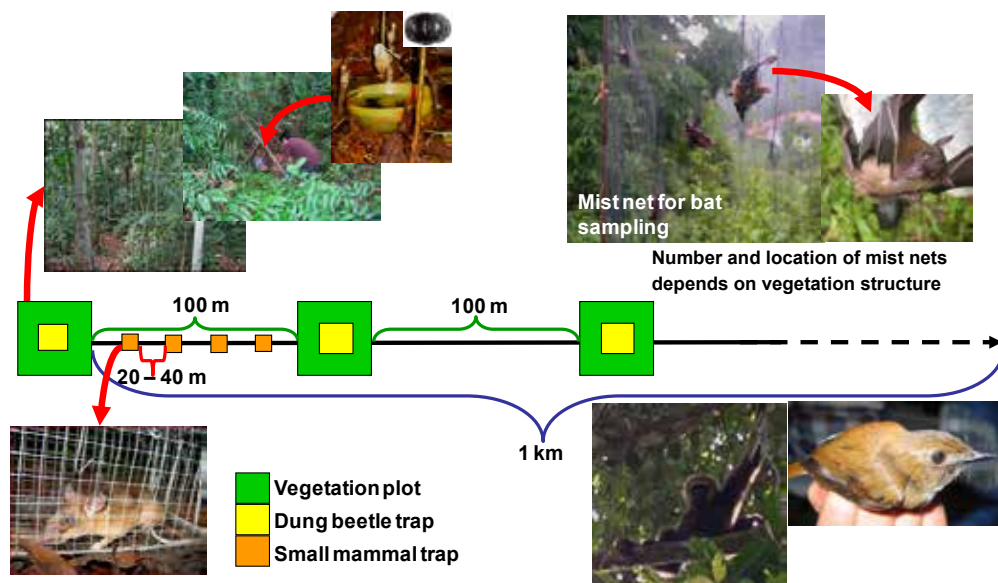 Mist net for bat
sampling
Number and location of mist nets
depends on vegetation structure
100 m
100 m
20 – 40 m
1 km
Vegetation plot
Dung beetle trap
Small mammal trap